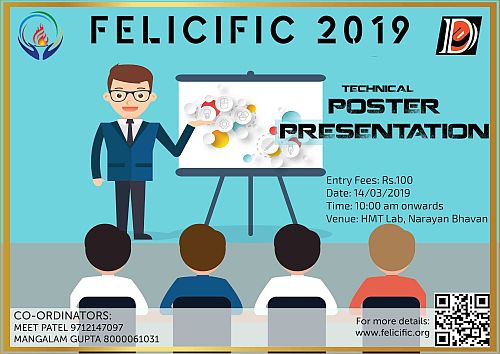 FELICIFIC 2019
TECHNICAL
POSTER
PRESENTATION
Entry Fees: Rs.100
Date: 14/03/2019
Time: 10:00 am onwards
Venue: HMT Lab, Narayan Bhavan
CO-ORDINATORS:
MEET PATEL 9712147097
MANGALAM GUPTA 8000061031
For more details:
www.felicific.org